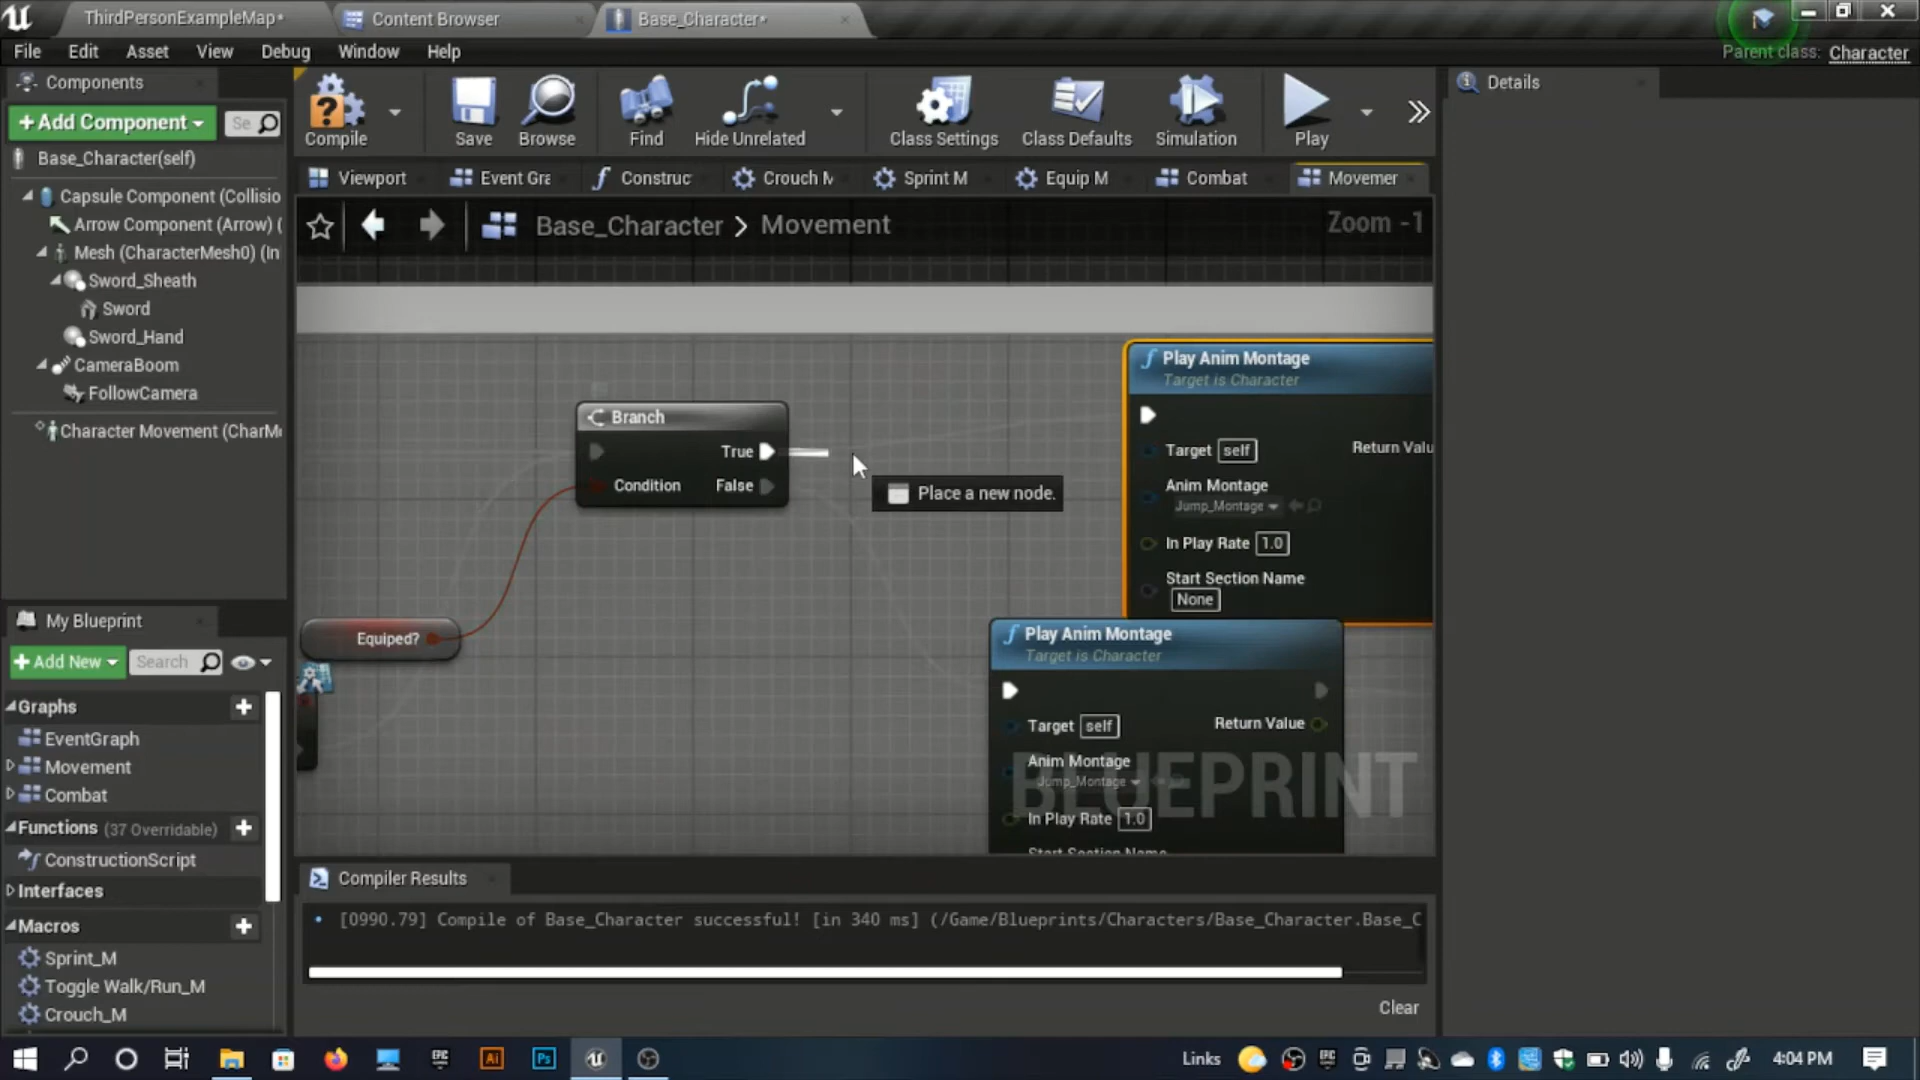 ThirdPersonExampleMap*
Content Browser
Base_Character*
File
Edit
Asset
View
Debug
Window
Help
Parent class: Character
Components
+Add Component
Se
Base_Character(self)
Capsule Component (Collisio
Arrow Component (Arrow) (
Mesh (CharacterMesh0) (In
Sword_Sheath
Sword
Sword_Hand
CameraBoom
FollowCamera
Character Movement (CharMo
Compile
Save
Browse
Find
Hide Unrelated
Class Settings
Class Defaults
Simulation
Play
Details
Viewport
Event Gra
Construc
Crouch M
Sprint M
Equip M
Combat
Movemer
Base_Character > Movement
Zoom -1
Branch
True
Condition
False
Place a new node.
Equiped?
Play Anim Montage
Target is Character
Target self
Return Valu
Anim Montage
Jump_Montage
In Play Rate 1.0
Start Section Name
None
Play Anim Montage
Target is Character
Target self
Return Value
Anim Montage
Jump_Montage
In Play Rate 1.0
Start Section Name
BLUEPRINT
My Blueprint
+Add New
Search
Graphs
EventGraph
Movement
Combat
Functions (37 Overridable)
ConstructionScript
Interfaces
Macros
Sprint_M
Toggle Walk/Run_M
Crouch_M
Compiler Results
[0990.79] Compile of Base_Character successful! [in 340 ms] (/Game/Blueprints/Characters/Base_Character.Base_C
Clear
Links
4:04 PM